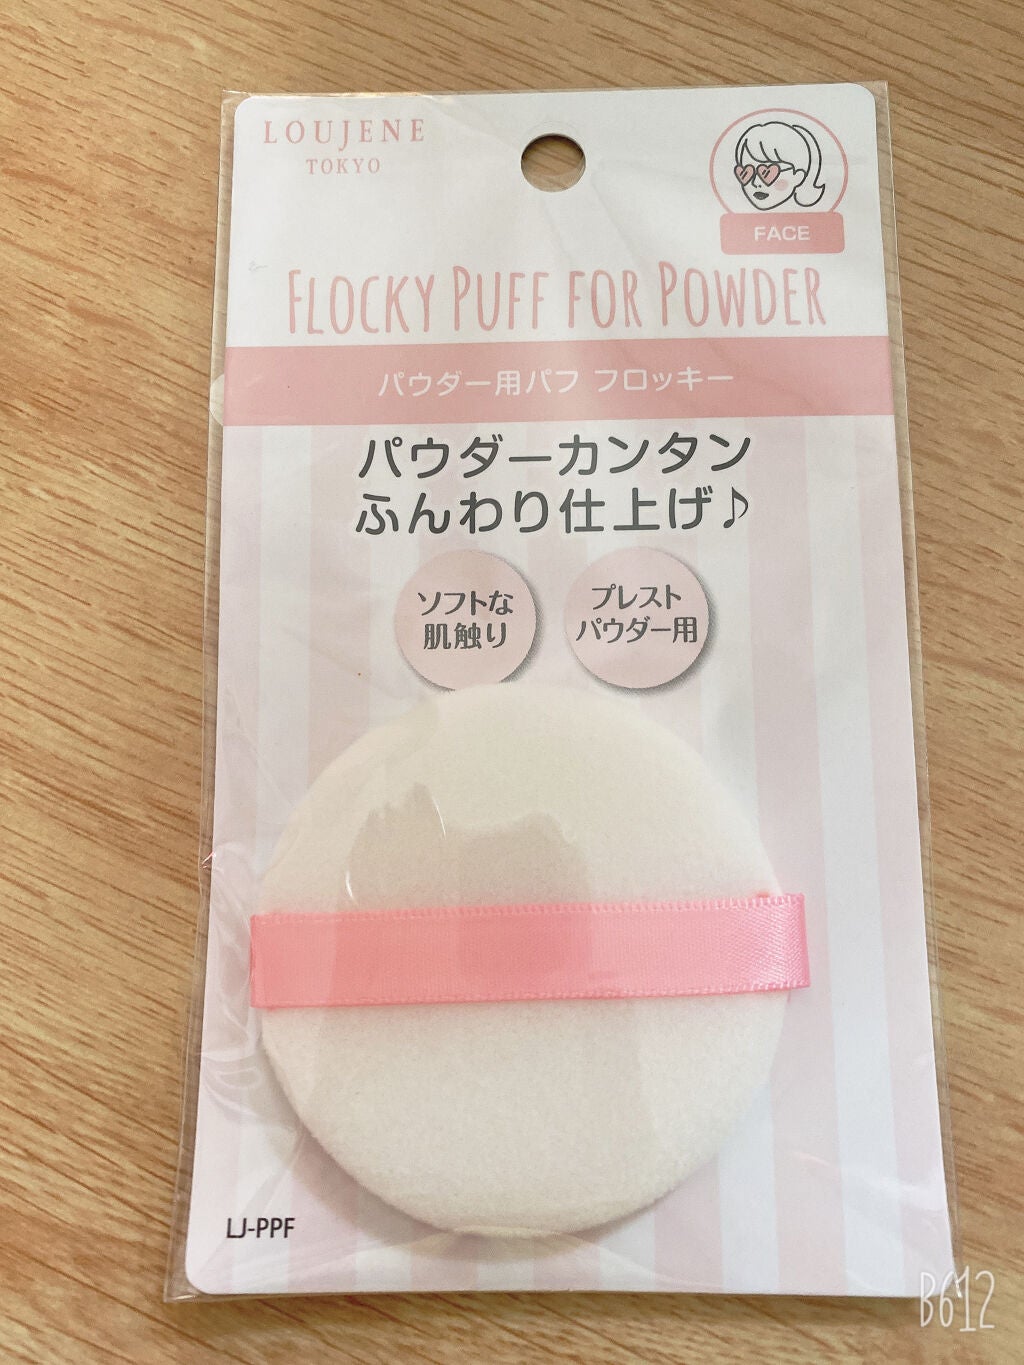 LOUJENE
TOKYO
FACE
FLOCKY PUFF FOR POWDER
パウダー用パフ フロッキー
パウダーカンタン
ふんわり仕上げ♪
ソフトな
肌触り
プレスト
パウダー用
LJ-PPF
B612